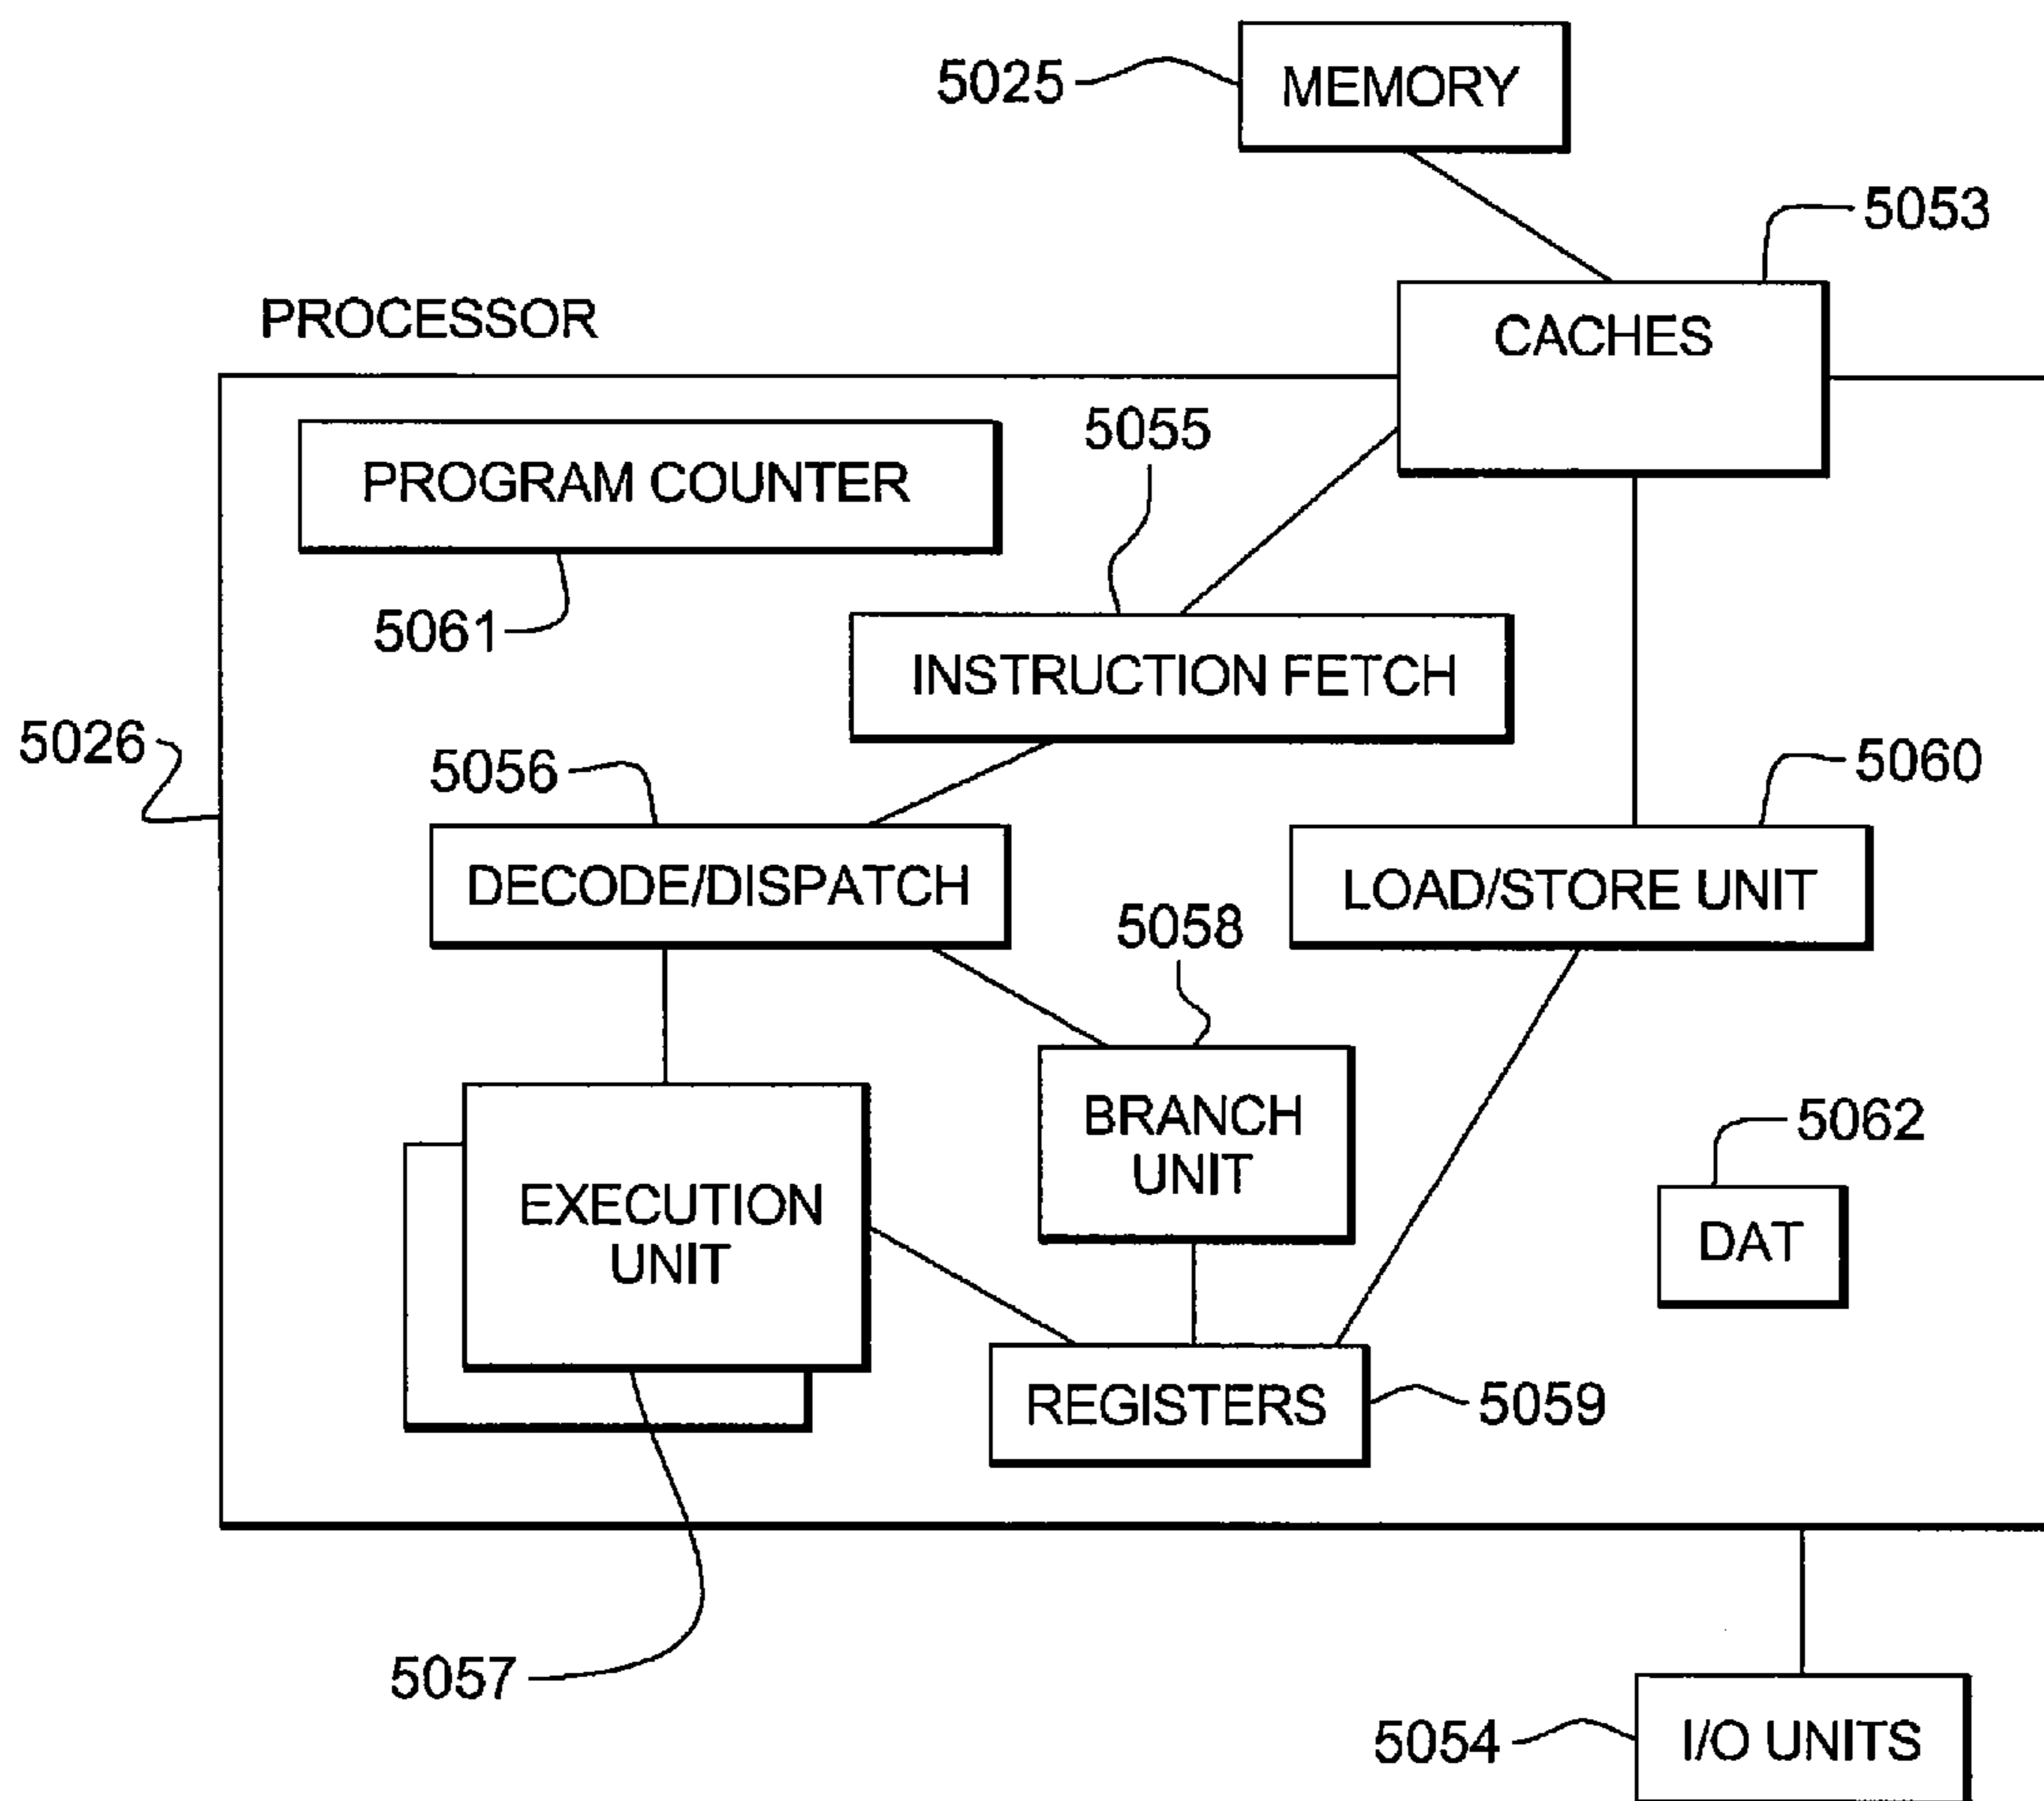 5025
MEMORY
5053
PROCESSOR
CACHES
5055
PROGRAM COUNTER
5061
INSTRUCTION FETCH
5026
5056
5060
DECODE/DISPATCH
LOAD/STORE UNIT
5058
BRANCH
UNIT
5062
EXECUTION
UNIT
DAT
REGISTERS
5059
5057
5054
I/O UNITS